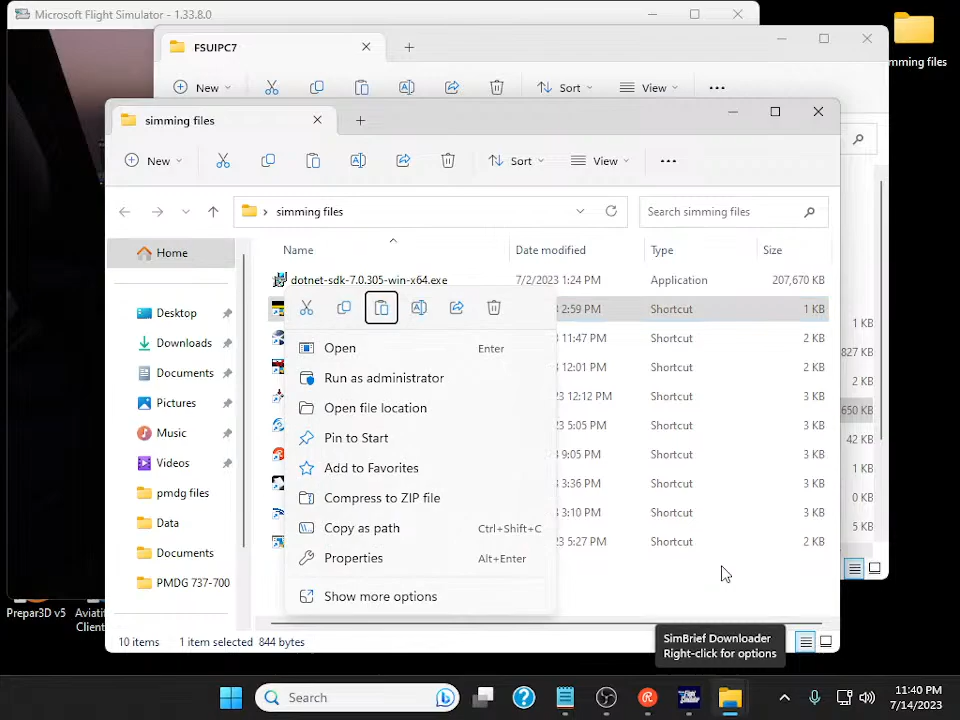 Microsoft Flight Simulator - 1.33.8.0
FSUIPC7
New
Sort
View
simming files
New
Sort
View
simming files
Search simming files
Home
Desktop
Downloads
Documents
Pictures
Music
Videos
pmdg files
Data
Documents
PMDG 737-700
Name
Date modified
Type
Size
dotnet-sdk-7.0.305-win-x64.exe
7/2/2023 1:24 PM
Application
207,670 KB
2:59 PM
Shortcut
1 KB
11:47 PM
Shortcut
2 KB
12:01 PM
Shortcut
2 KB
12:12 PM
Shortcut
3 KB
5:05 PM
Shortcut
3 KB
9:05 PM
Shortcut
3 KB
3:36 PM
Shortcut
3 KB
3:10 PM
Shortcut
3 KB
5:27 PM
Shortcut
2 KB
Open
Enter
Run as administrator
Open file location
Pin to Start
Add to Favorites
Compress to ZIP file
Copy as path
Ctrl+Shift+C
Properties
Alt+Enter
Show more options
1 KB
827 KB
2 KB
650 KB
42 KB
1 KB
0 KB
5 KB
10 items
1 item selected
844 bytes
SimBrief Downloader
Right-click for options
Prepar3D v5
Client
Search
11:40 PM
7/14/2023